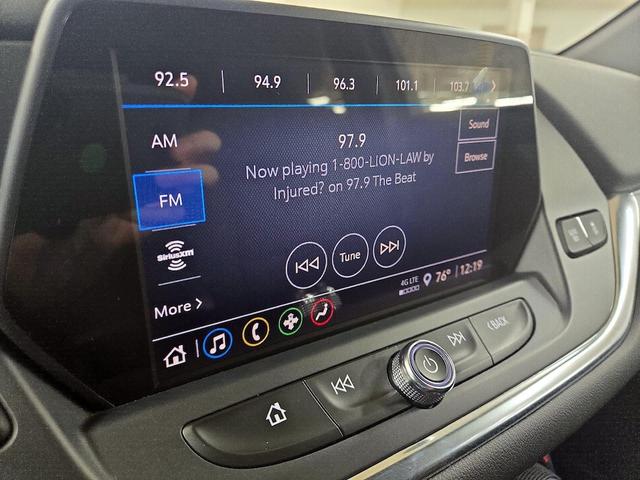 92.5 94.9 96.3 101.1 103.7
AM
97.9
Sound
Now playing 1-800-LION-LAW by
Injured? on 97.9 The Beat
Browse
FM
SiriusXM
Tune
More
4G LTE
76° 12:19
BACK